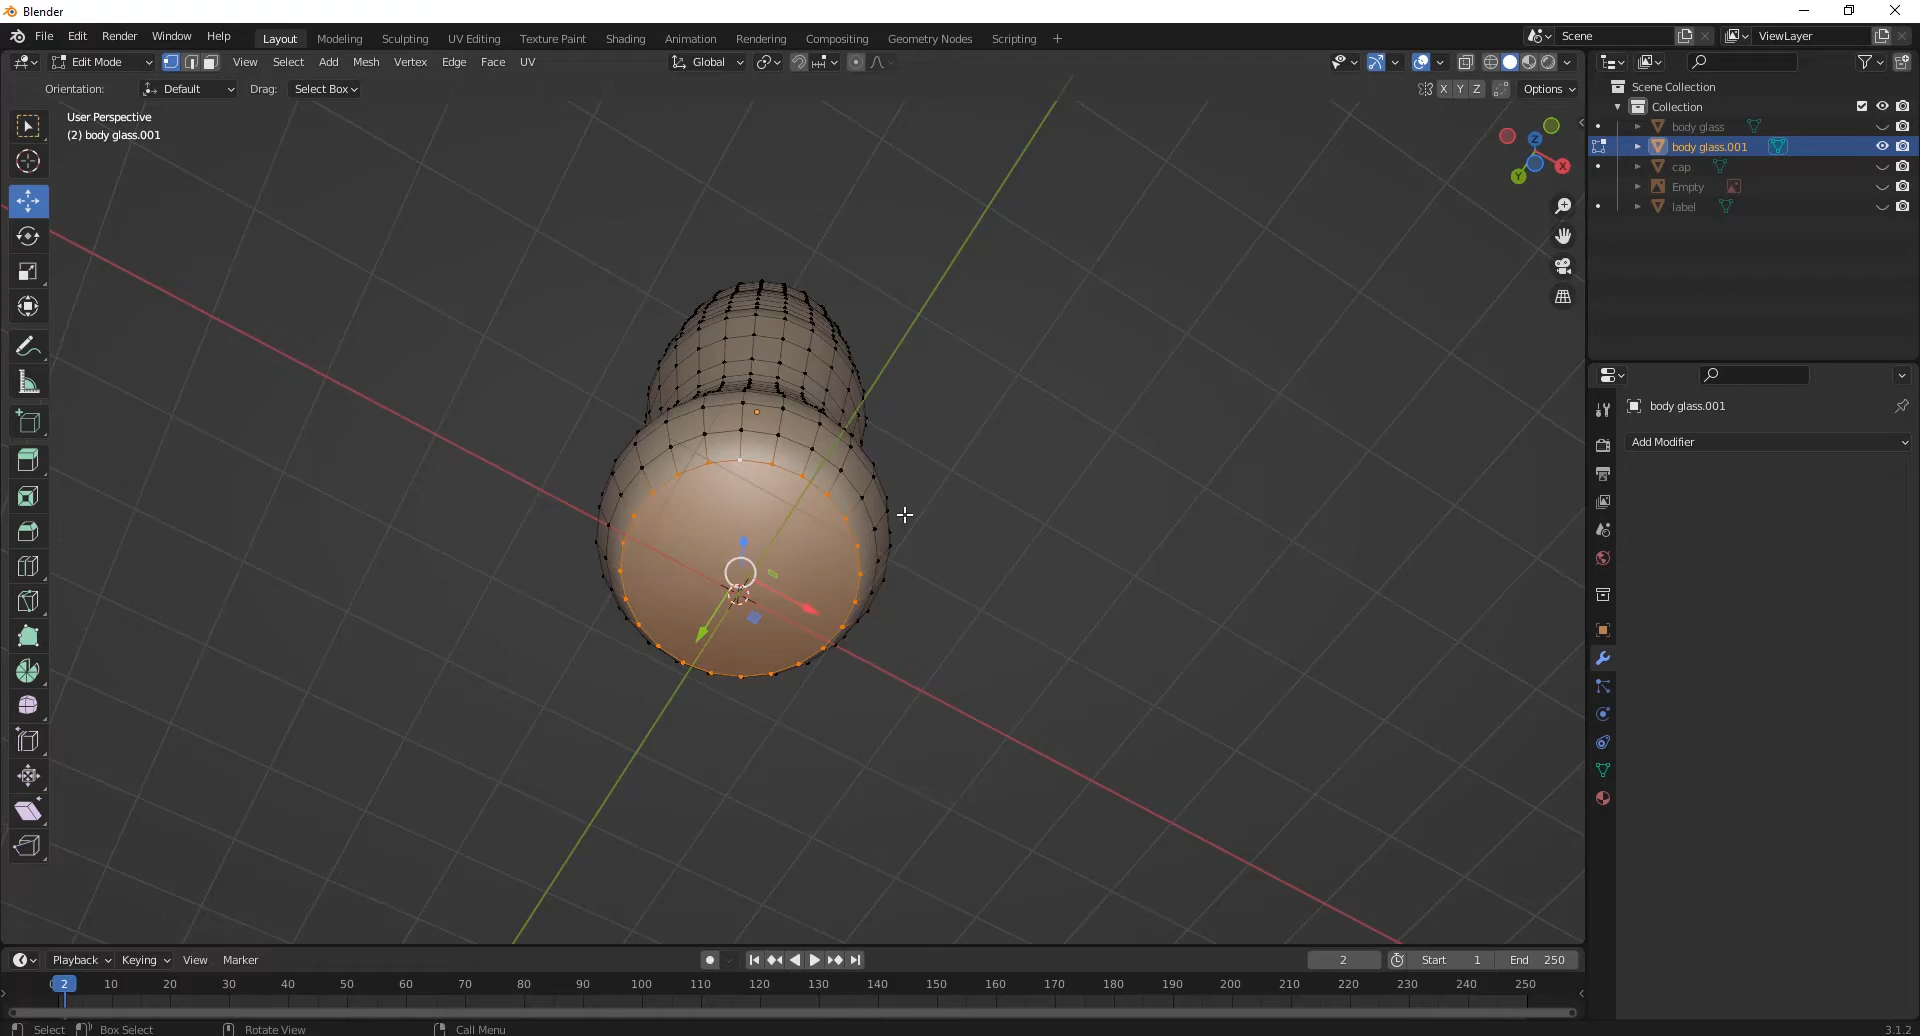 Blender
File Edit Render Window Help Layout Modeling Sculpting UV Editing Texture Paint Shading Animation Rendering Compositing Geometry Nodes Scripting + Scene ViewLayer
Edit Mode View Select Add Mesh Vertex Edge Face UV Global
Orientation: Default Drag: Select Box X Y Z Options
User Perspective
(2) body glass.001
Scene Collection
Collection
body glass
body glass.001
cap
Empty
label
Z
X
Y
body glass.001
Add Modifier
Playback Keying View Marker 2 Start 1 End 250
0 2 10 20 30 40 50 60 70 80 90 100 110 120 130 140 150 160 170 180 190 200 210 220 230 240 250
Select Box Select Rotate View Call Menu 3.1.2